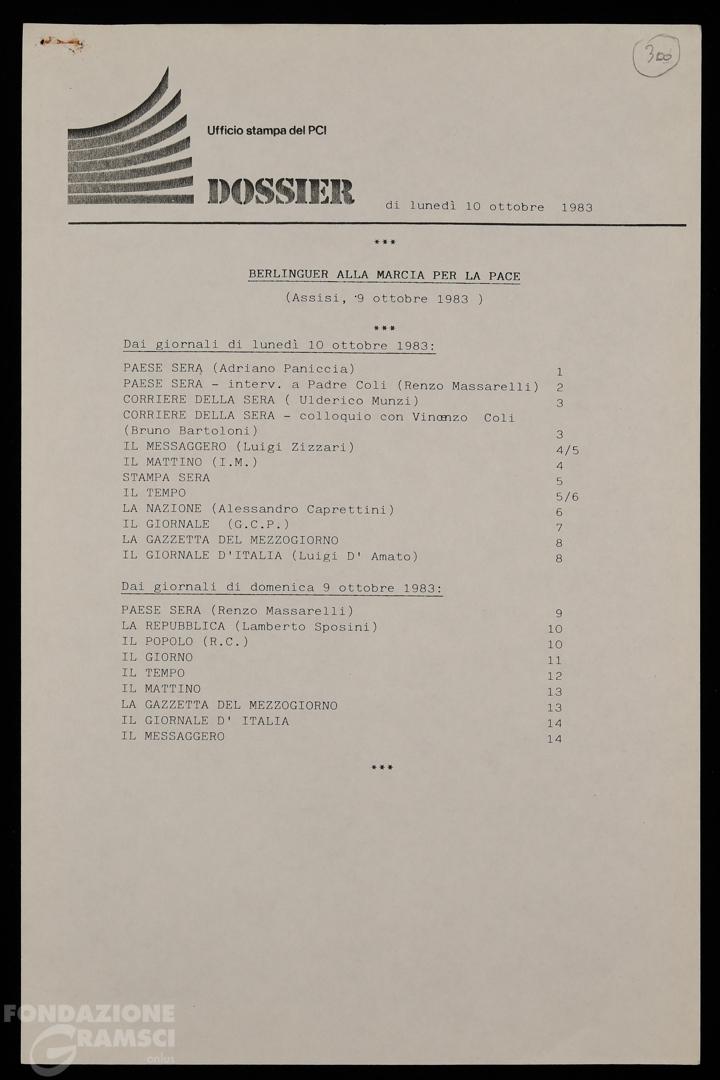 300
Ufficio stampa del PCI
DOSSIER
di lunedì 10 ottobre 1983
***
BERLINGUER ALLA MARCIA PER LA PACE
(Assisi, 9 ottobre 1983 )
***
Dai giornali di lunedì 10 ottobre 1983:
PAESE SERA (Adriano Paniccia) 1
PAESE SERA - interv. a Padre Coli (Renzo Massarelli) 2
CORRIERE DELLA SERA ( Ulderico Munzi) 3
CORRIERE DELLA SERA - colloquio con Vincenzo Coli
(Bruno Bartoloni) 3
IL MESSAGGERO (Luigi Zizzari) 4/5
IL MATTINO (I.M.) 4
STAMPA SERA 5
IL TEMPO 5/6
LA NAZIONE (Alessandro Caprettini) 6
IL GIORNALE (G.C.P.) 7
LA GAZZETTA DEL MEZZOGIORNO 8
IL GIORNALE D'ITALIA (Luigi D' Amato) 8
Dai giornali di domenica 9 ottobre 1983:
PAESE SERA (Renzo Massarelli) 9
LA REPUBBLICA (Lamberto Sposini) 10
IL POPOLO (R.C.) 10
IL GIORNO 11
IL TEMPO 12
IL MATTINO 13
LA GAZZETTA DEL MEZZOGIORNO 13
IL GIORNALE D' ITALIA 14
IL MESSAGGERO 14
***
FONDAZIONE
GRAMSCI
onlus